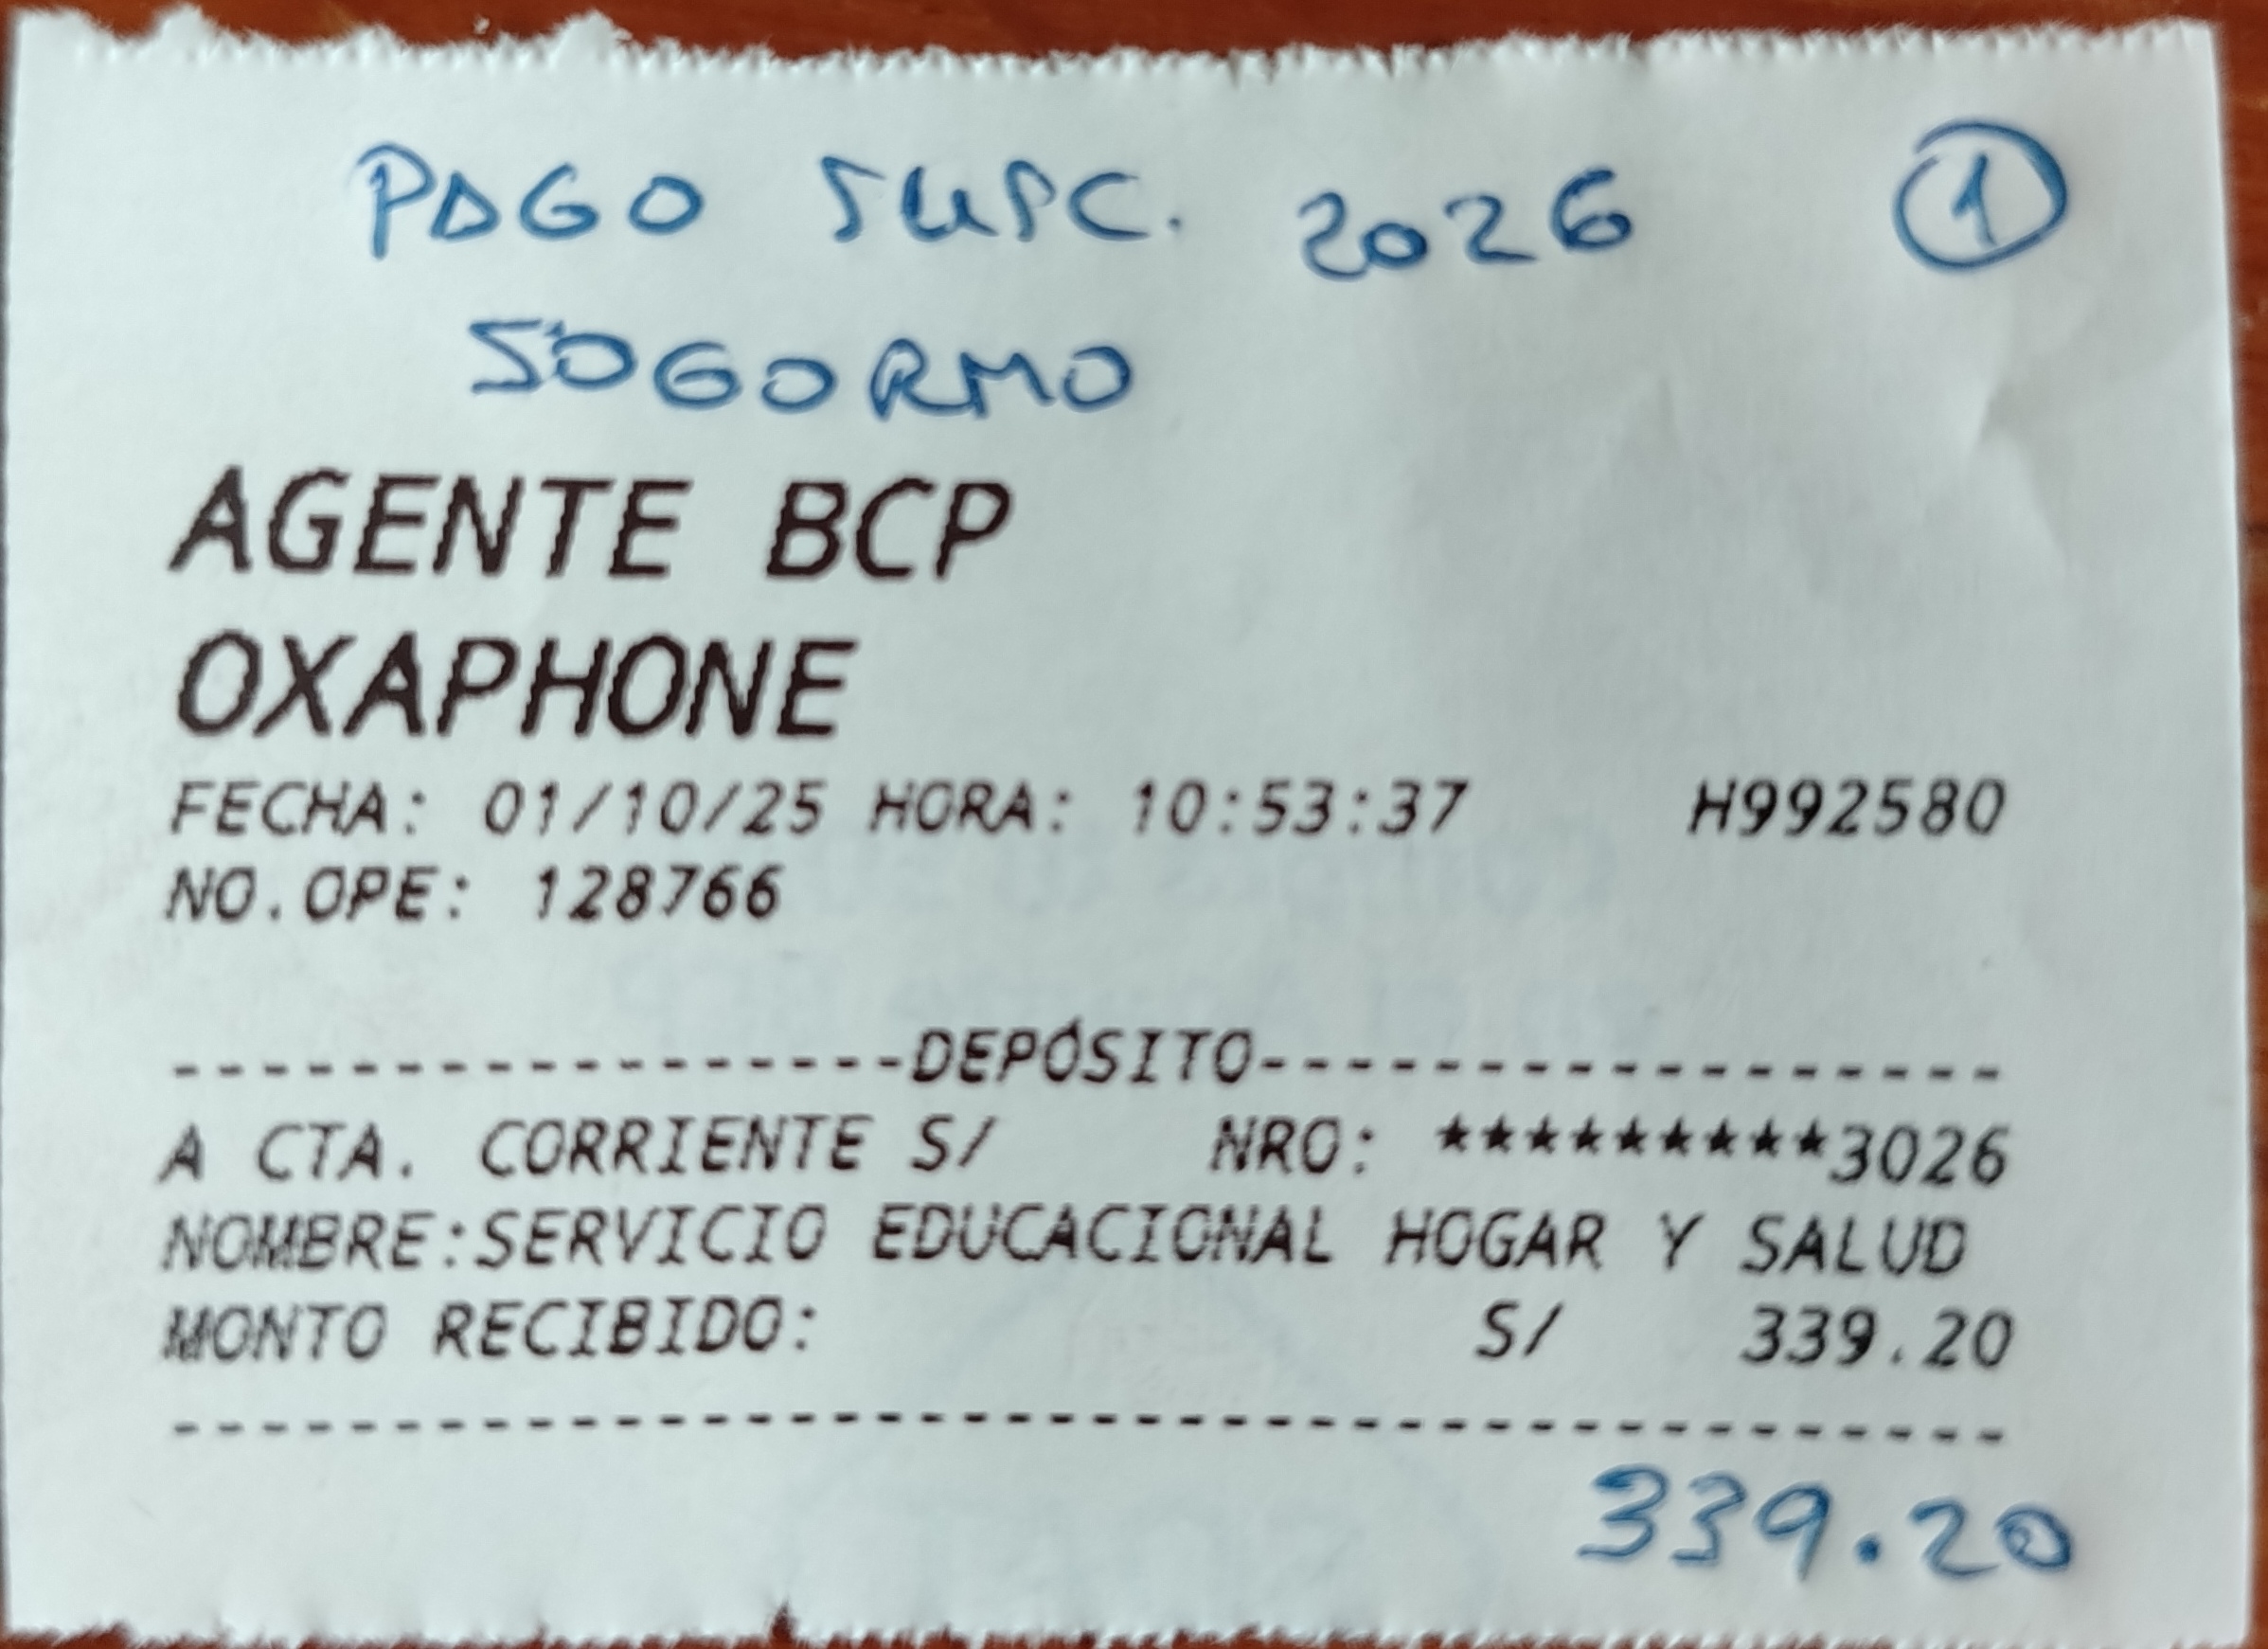 PAGO SUSC. 2026 1
SOGORMO
AGENTE BCP
OXAPHONE
FECHA: 01/10/25 HORA: 10:53:37 H992580
NO.OPE: 128766
------------------DEPÓSITO-----------------
A CTA. CORRIENTE S/ NRO: *********3026
NOMBRE:SERVICIO EDUCACIONAL HOGAR Y SALUD
MONTO RECIBIDO: S/ 339.20
------------------------------------------
339.20